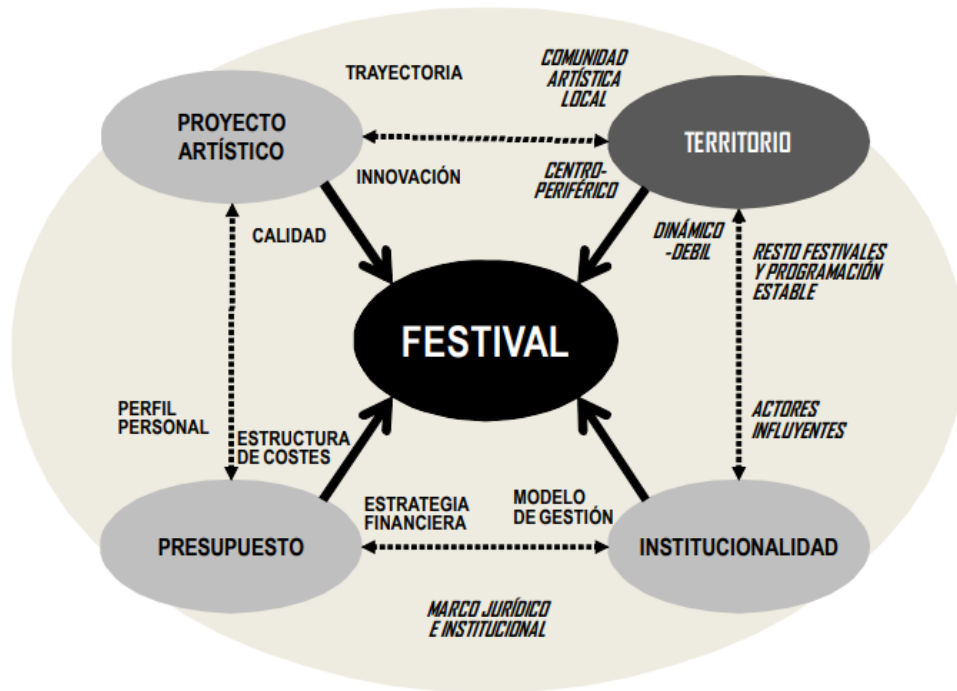 TRAYECTORIA
COMUNIDAD
ARTÍSTICA
LOCAL
PROYECTO
ARTÍSTICO
TERRITORIO
INNOVACIÓN
CENTRO-
PERIFÉRICO
CALIDAD
DINÁMICO
-DEBIL
RESTO FESTIVALES
Y PROGRAMACIÓN
ESTABLE
FESTIVAL
PERFIL
PERSONAL
ESTRUCTURA
DE COSTES
ACTORES
INFLUYENTES
ESTRATEGIA
FINANCIERA
MODELO
DE GESTIÓN
PRESUPUESTO
INSTITUCIONALIDAD
MARCO JURÍDICO
E INSTITUCIONAL